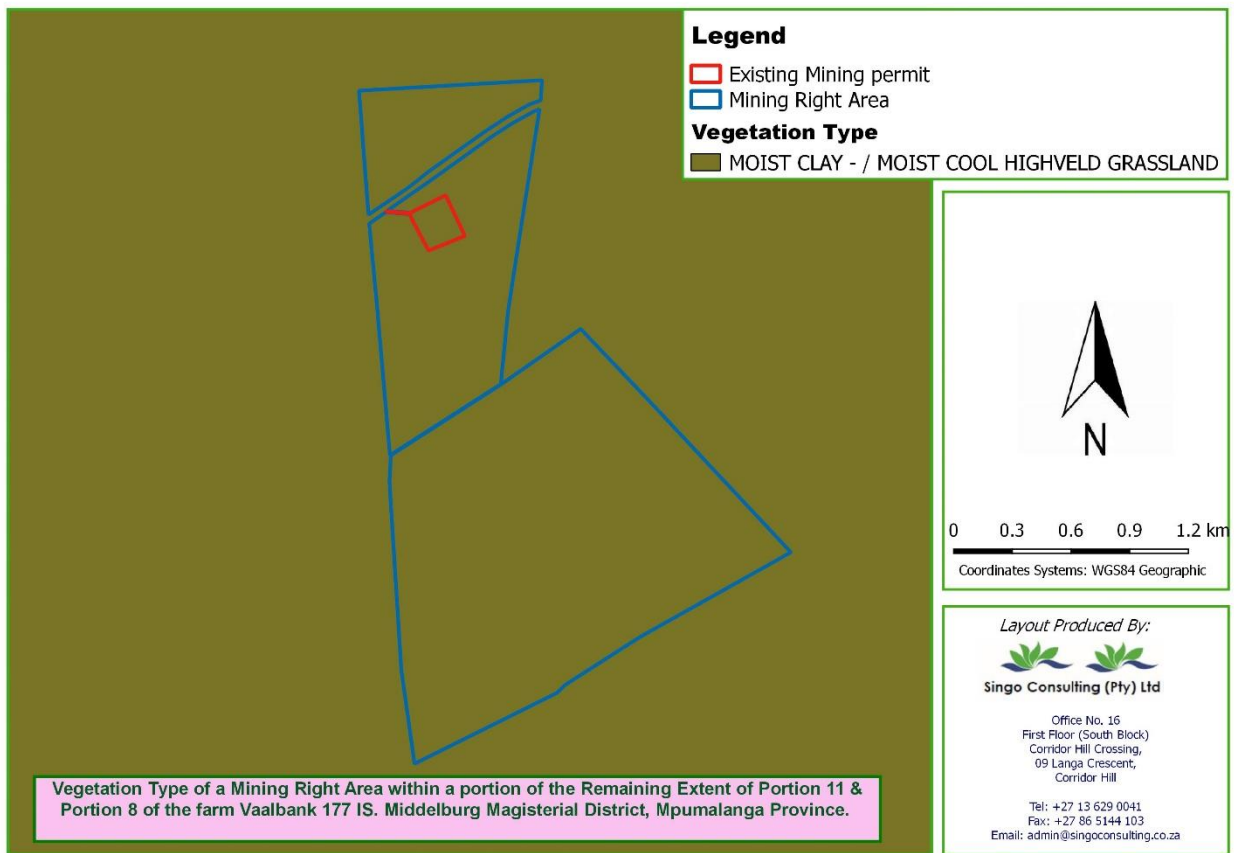 Legend
Existing Mining permit
Mining Right Area
Vegetation Type
MOIST CLAY - / MOIST COOL HIGHVELD GRASSLAND
N
0 0.3 0.6 0.9 1.2 km
Coordinates Systems: WGS84 Geographic
Layout Produced By:
Singo Consulting (Pty) Ltd
Office No. 16
First Floor (South Block)
Corridor Hill Crossing,
09 Langa Crescent,
Corridor Hill
Tel: +27 13 629 0041
Fax: +27 86 5144 103
Email: admin@singoconsulting.co.za
Vegetation Type of a Mining Right Area within a portion of the Remaining Extent of Portion 11 &
Portion 8 of the farm Vaalbank 177 IS. Middelburg Magisterial District, Mpumalanga Province.